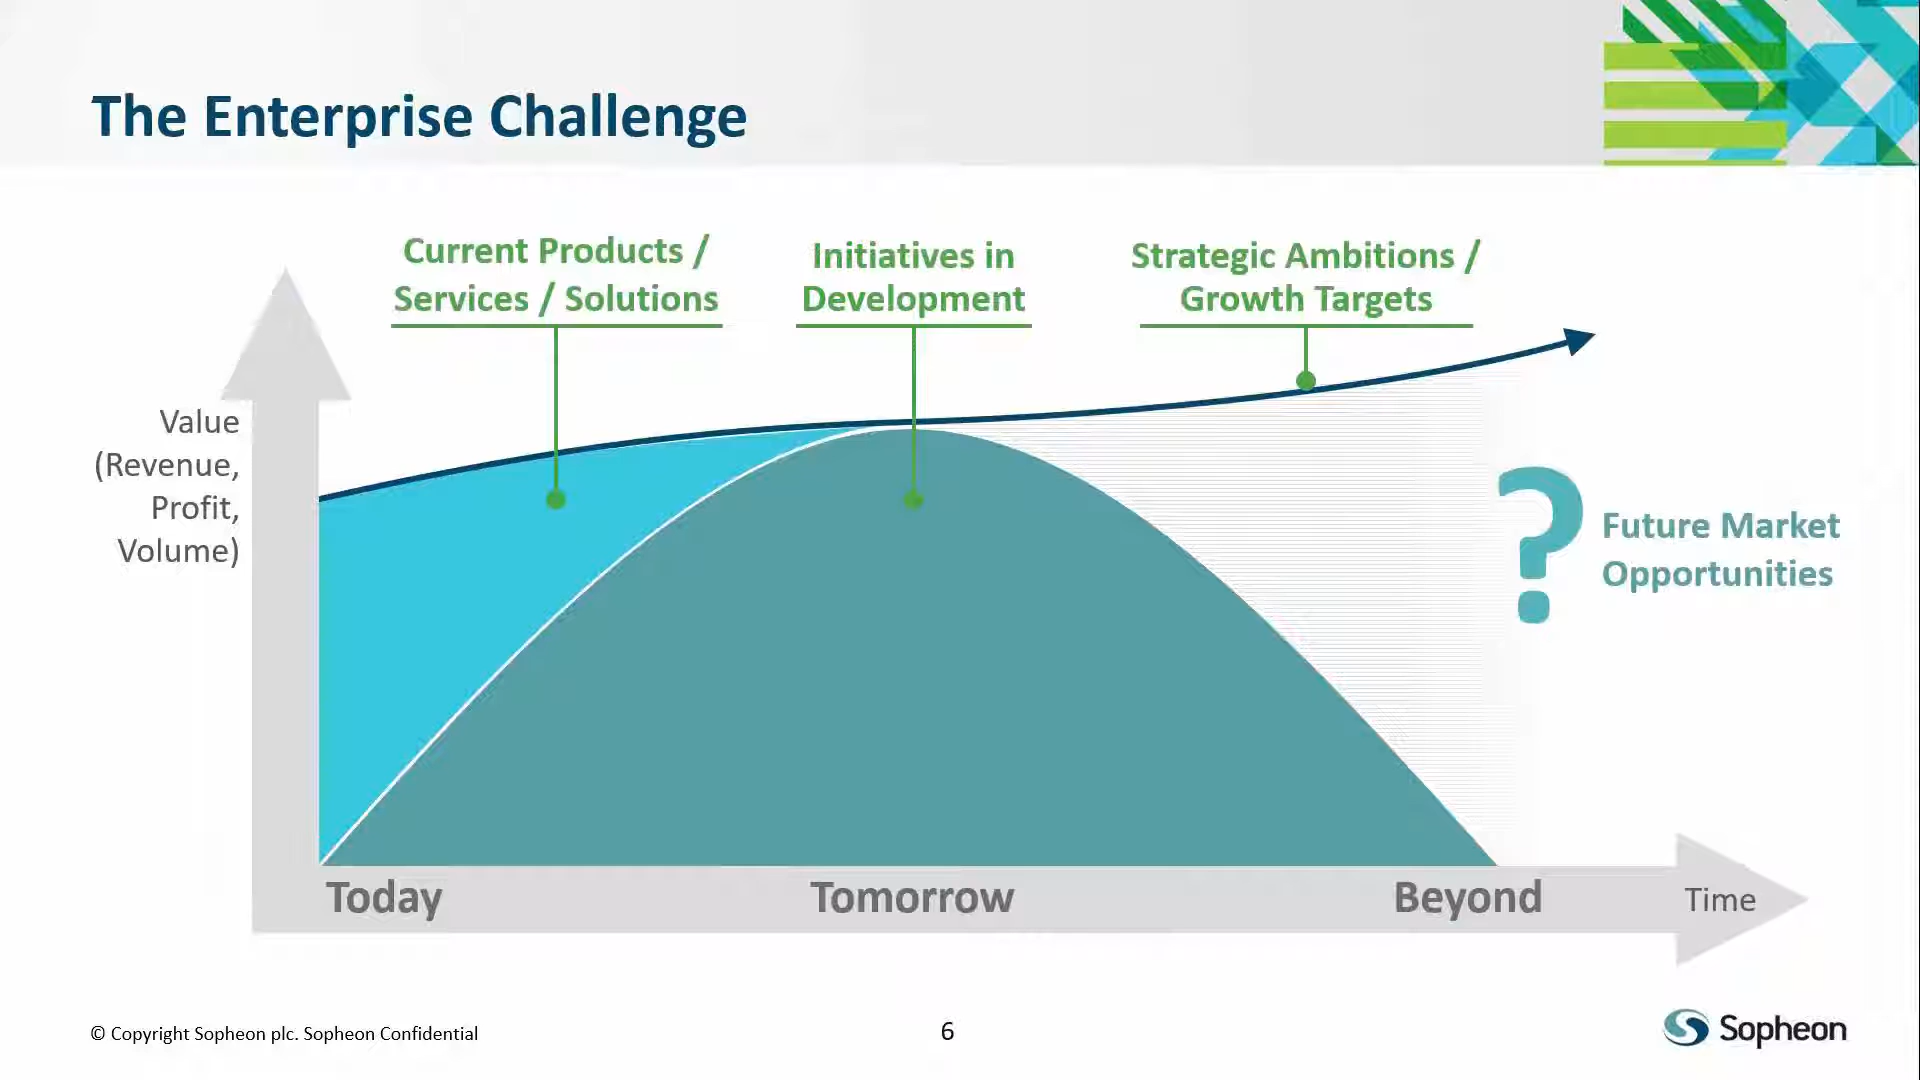 The Enterprise Challenge
Current Products /
Services / Solutions
Initiatives in
Development
Strategic Ambitions /
Growth Targets
Value
(Revenue,
Profit,
Volume)
?
Future Market
Opportunities
Today
Tomorrow
Beyond
Time
© Copyright Sopheon plc. Sopheon Confidential
6
Sopheon